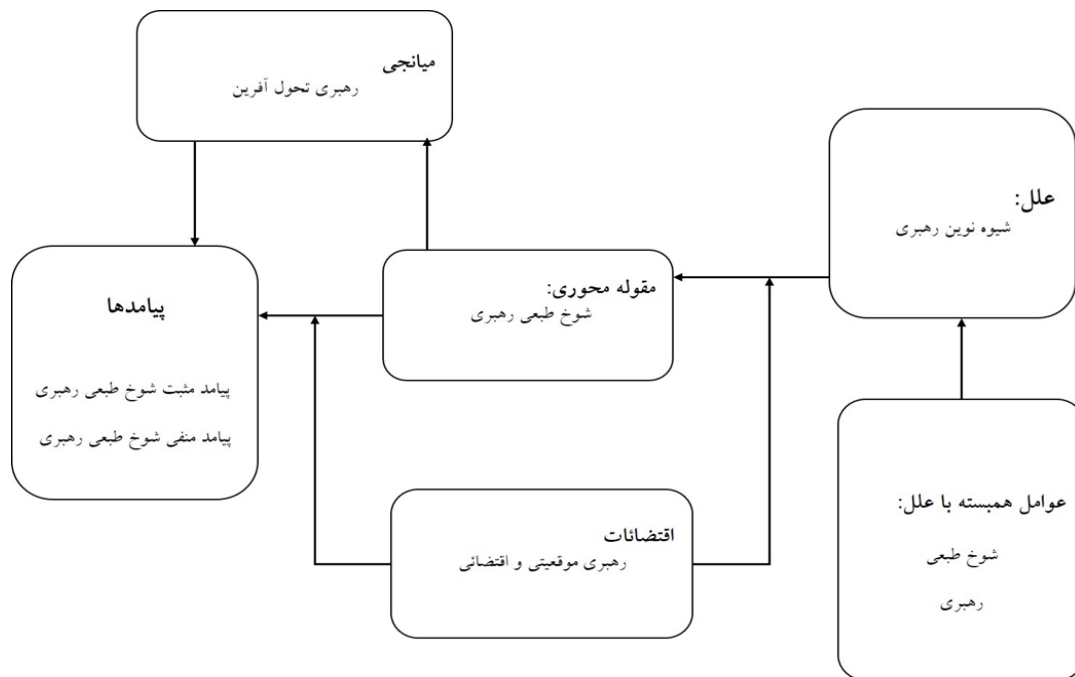 میانجی
رهبری تحول آفرین
علل:
شیوه نوین رهبری
مقوله محوری:
شوخ طبعی رهبری
پیامدها
پیامد مثبت شوخ طبعی رهبری
پیامد منفی شوخ طبعی رهبری
اقتضائات
رهبری موقعیتی و اقتضائی
عوامل همبسته با علل:
شوخ طبعی
رهبری